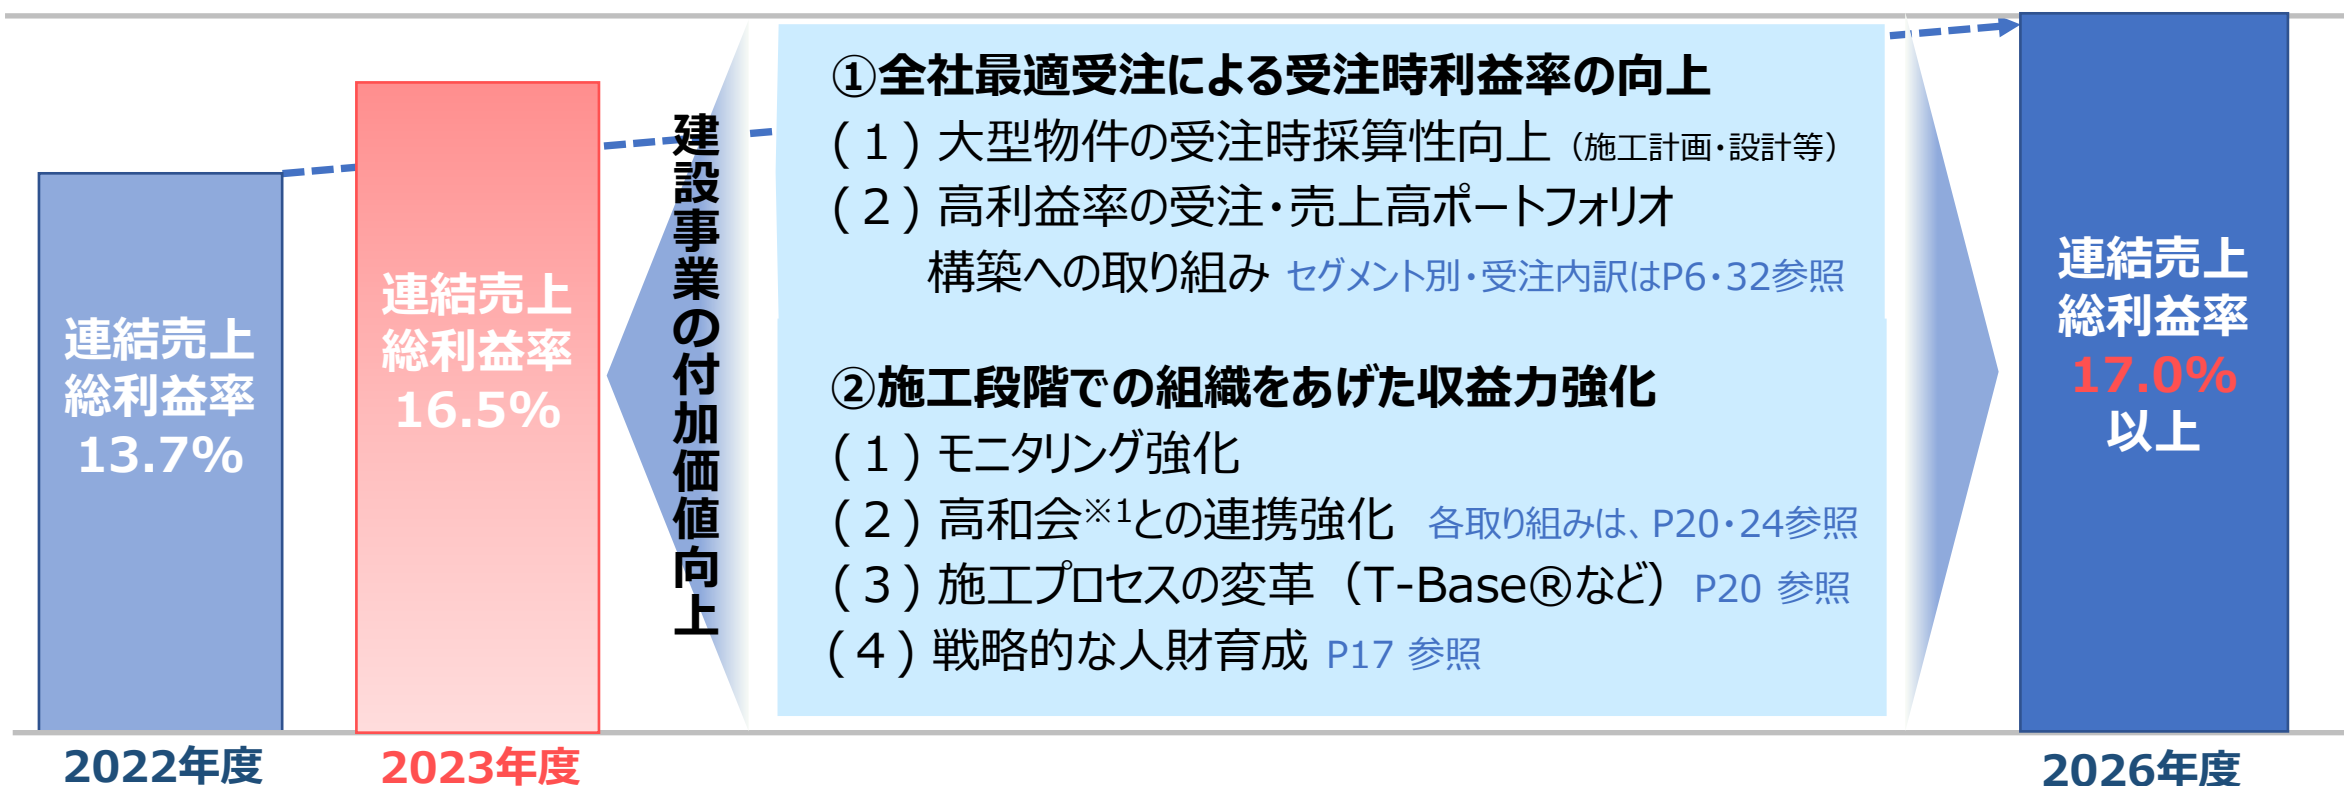 連結売上
総利益率
13.7%
2022年度
連結売上
総利益率
16.5%
2023年度
建設事業の付加価値向上
①全社最適受注による受注時利益率の向上
(１) 大型物件の受注時採算性向上（施工計画・設計等）
(２) 高利益率の受注・売上高ポートフォリオ
構築への取り組み セグメント別・受注内訳はP6・32参照
②施工段階での組織をあげた収益力強化
(１) モニタリング強化
(２) 高和会※1との連携強化 各取り組みは、P20・24参照
(３) 施工プロセスの変革（T-Base®など） P20 参照
(４) 戦略的な人財育成 P17 参照
連結売上
総利益率
17.0%
以上
2026年度